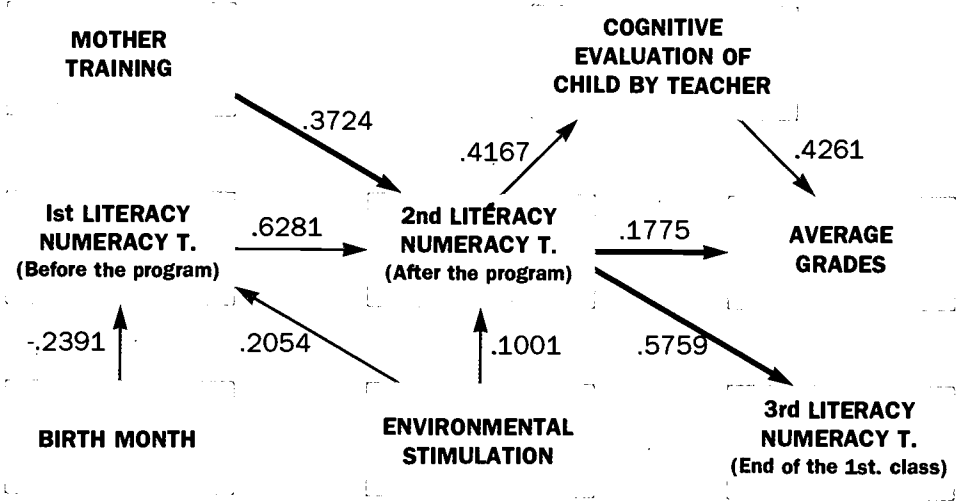 MOTHER
TRAINING
COGNITIVE
EVALUATION OF
CHILD BY TEACHER
.3724
.4167
.4261
1st LITERACY
NUMERACY T.
(Before the program)
.6281
2nd LITERACY
NUMERACY T.
(After the program)
.1775
AVERAGE
GRADES
-.2391
.2054
.1001
.5759
BIRTH MONTH
ENVIRONMENTAL
STIMULATION
3rd LITERACY
NUMERACY T.
(End of the 1st. class)